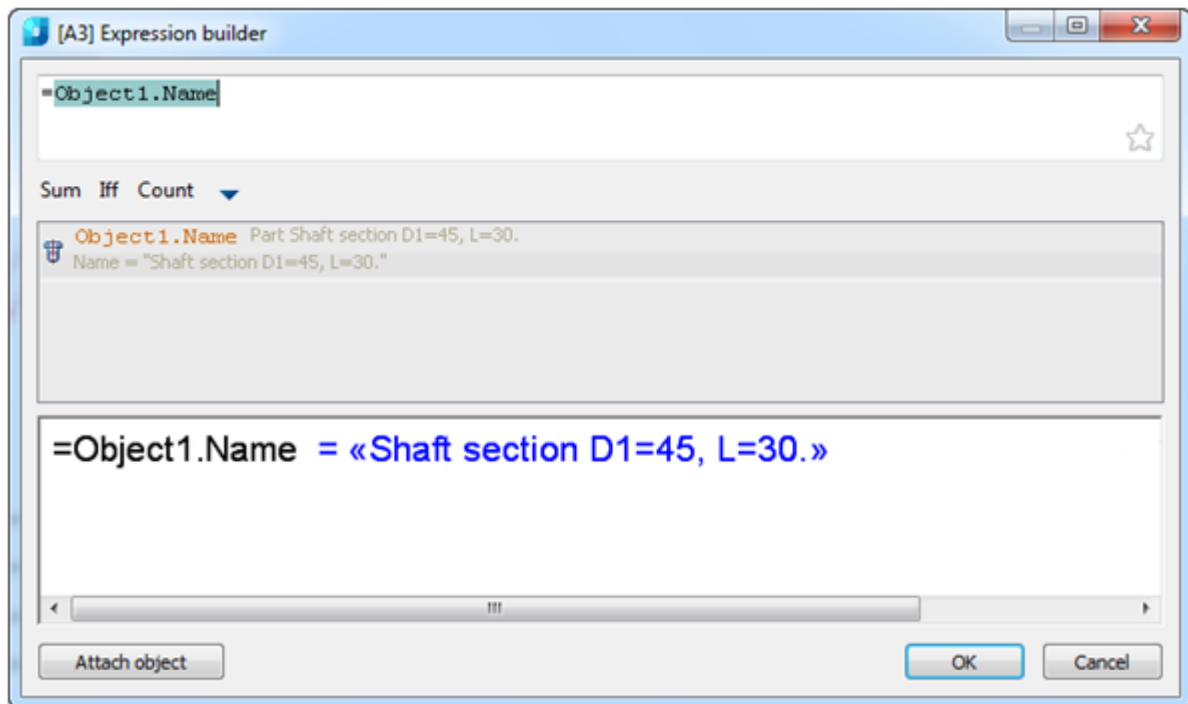 [A3] Expression builder
=Object1.Name
Sum Iff Count
Object1.Name Part Shaft section D1=45, L=30.
Name = "Shaft section D1=45, L=30."
=Object1.Name = «Shaft section D1=45, L=30.»
Attach object OK Cancel